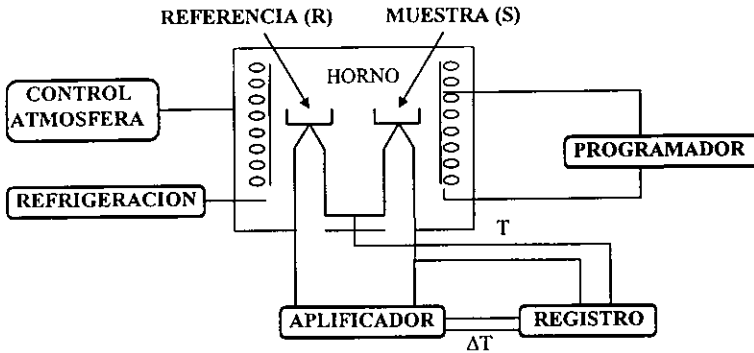 REFERENCIA (R)
MUESTRA (S)
HORNO
CONTROL
ATMOSFERA
PROGRAMADOR
REFRIGERACION
T
APLIFICADOR
REGISTRO
ΔT